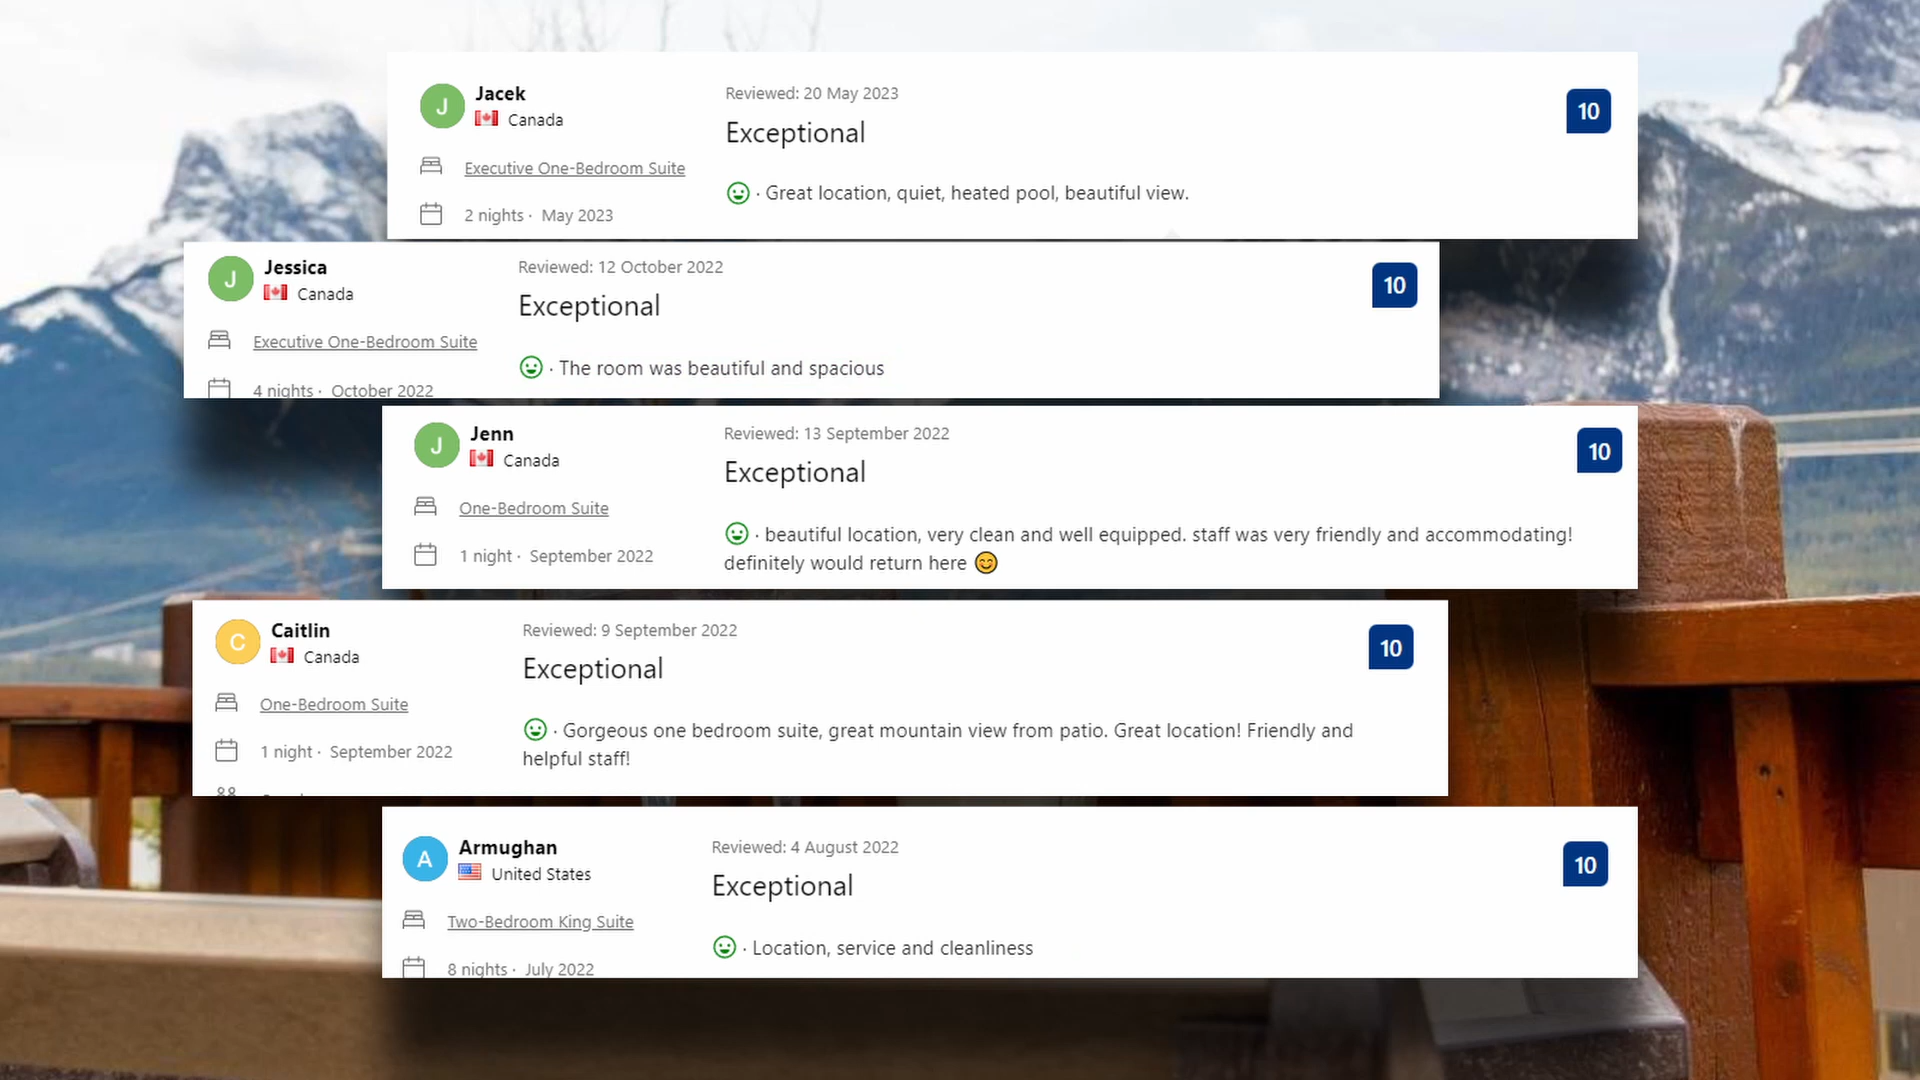 J
Jacek
Canada
Executive One-Bedroom Suite
2 nights · May 2023
Reviewed: 20 May 2023
Exceptional
· Great location, quiet, heated pool, beautiful view.
10
J
Jessica
Canada
Executive One-Bedroom Suite
4 nights · October 2022
Reviewed: 12 October 2022
Exceptional
· The room was beautiful and spacious
10
J
Jenn
Canada
One-Bedroom Suite
1 night · September 2022
Reviewed: 13 September 2022
Exceptional
· beautiful location, very clean and well equipped. staff was very friendly and accommodating!
definitely would return here 😊
10
C
Caitlin
Canada
One-Bedroom Suite
1 night · September 2022
Reviewed: 9 September 2022
Exceptional
· Gorgeous one bedroom suite, great mountain view from patio. Great location! Friendly and
helpful staff!
10
A
Armughan
United States
Two-Bedroom King Suite
8 nights · July 2022
Reviewed: 4 August 2022
Exceptional
· Location, service and cleanliness
10